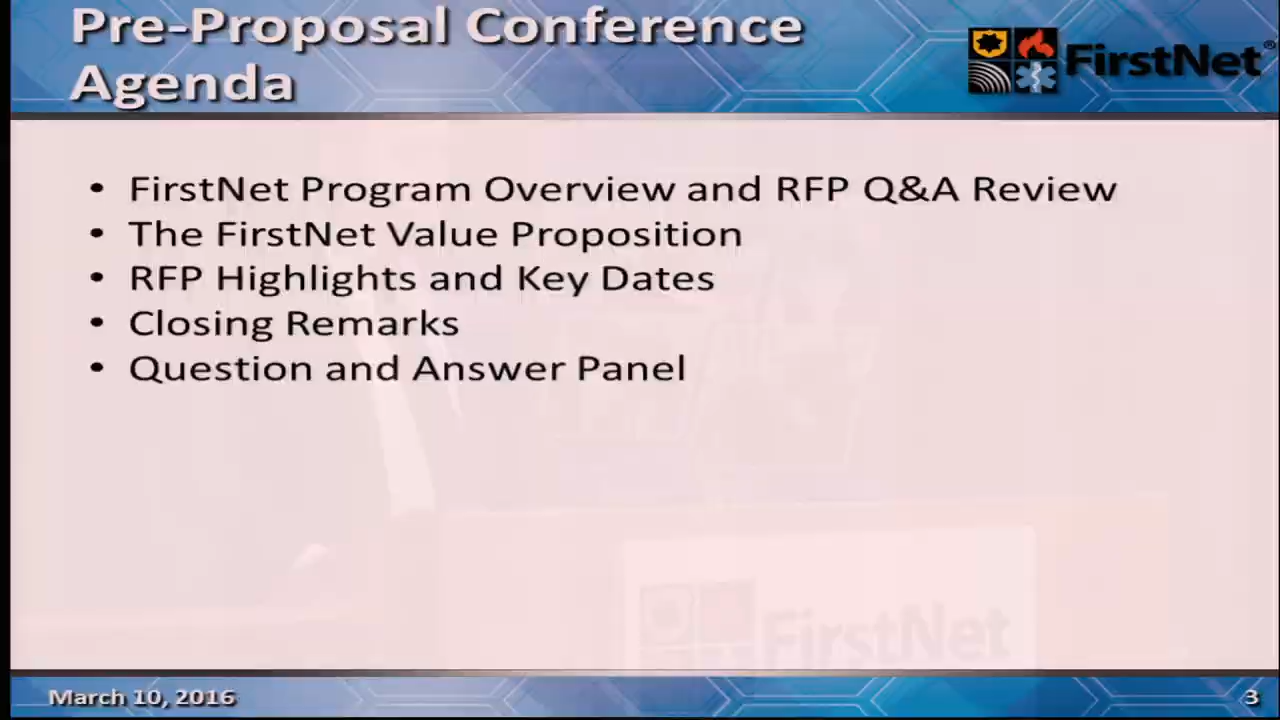 Pre-Proposal Conference
Agenda
FirstNet®
• FirstNet Program Overview and RFP Q&A Review
• The FirstNet Value Proposition
• RFP Highlights and Key Dates
• Closing Remarks
• Question and Answer Panel
FirstNet
March 10, 2016
3